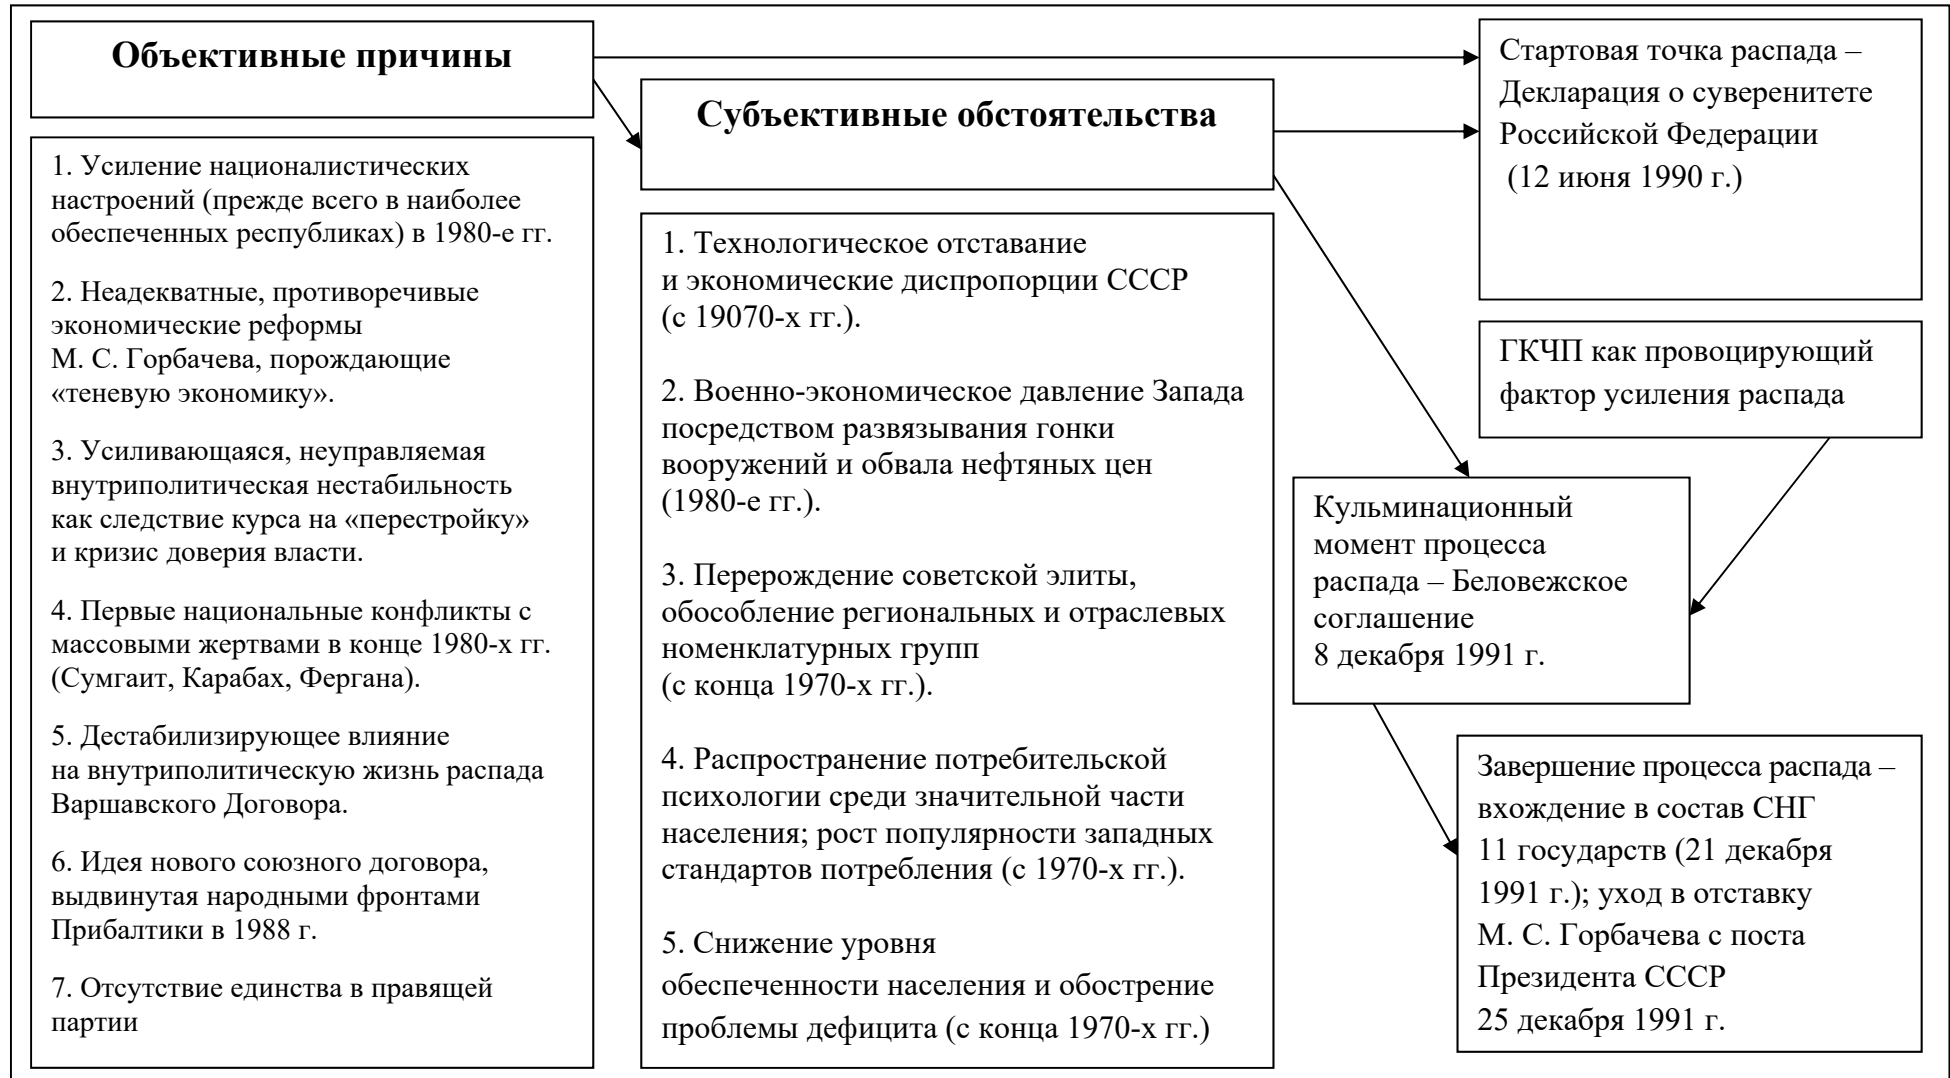 Объективные причины
1. Усиление националистических
настроений (прежде всего в наиболее
обеспеченных республиках) в 1980-е гг.
2. Неадекватные, противоречивые
экономические реформы
М. С. Горбачева, порождающие
«теневую экономику».
3. Усиливающаяся, неуправляемая
внутриполитическая нестабильность
как следствие курса на «перестройку»
и кризис доверия власти.
4. Первые национальные конфликты с
массовыми жертвами в конце 1980-х гг.
(Сумгаит, Карабах, Фергана).
5. Дестабилизирующее влияние
на внутриполитическую жизнь распада
Варшавского Договора.
6. Идея нового союзного договора,
выдвинутая народными фронтами
Прибалтики в 1988 г.
7. Отсутствие единства в правящей
партии
Субъективные обстоятельства
1. Технологическое отставание
и экономические диспропорции СССР
(с 19070-х гг.).
2. Военно-экономическое давление Запада
посредством развязывания гонки
вооружений и обвала нефтяных цен
(1980-е гг.).
3. Перерождение советской элиты,
обособление региональных и отраслевых
номенклатурных групп
(с конца 1970-х гг.).
4. Распространение потребительской
психологии среди значительной части
населения; рост популярности западных
стандартов потребления (с 1970-х гг.).
5. Снижение уровня
обеспеченности населения и обострение
проблемы дефицита (с конца 1970-х гг.)
Стартовая точка распада –
Декларация о суверенитете
Российской Федерации
(12 июня 1990 г.)
ГКЧП как провоцирующий
фактор усиления распада
Кульминационный
момент процесса
распада – Беловежское
соглашение
8 декабря 1991 г.
Завершение процесса распада –
вхождение в состав СНГ
11 государств (21 декабря
1991 г.); уход в отставку
М. С. Горбачева с поста
Президента СССР
25 декабря 1991 г.